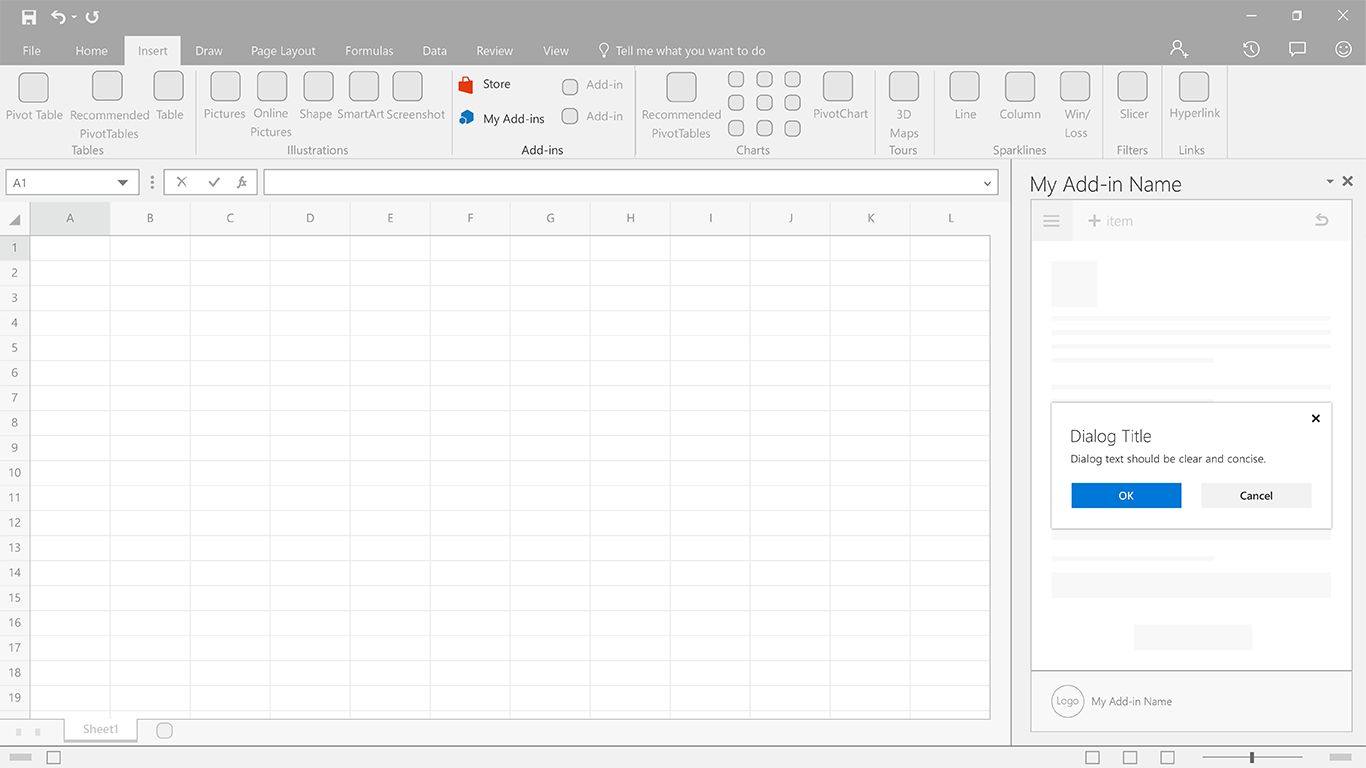 File Home Insert Draw Page Layout Formulas Data Review View Tell me what you want to do
Pivot Table
Recommended
PivotTables
Table
Tables
Pictures
Online
Pictures
Shape
SmartArt
Screenshot
Illustrations
Store
My Add-ins
Add-in
Add-in
Add-ins
Recommended
PivotTables
PivotChart
Charts
3D
Maps
Tours
Line
Column
Win/
Loss
Sparklines
Slicer
Filters
Hyperlink
Links
A1
fx
A B C D E F G H I J K L
1
2
3
4
5
6
7
8
9
10
11
12
13
14
15
16
17
18
19
Sheet1
My Add-in Name
item
Dialog Title
Dialog text should be clear and concise.
OK Cancel
Logo My Add-in Name